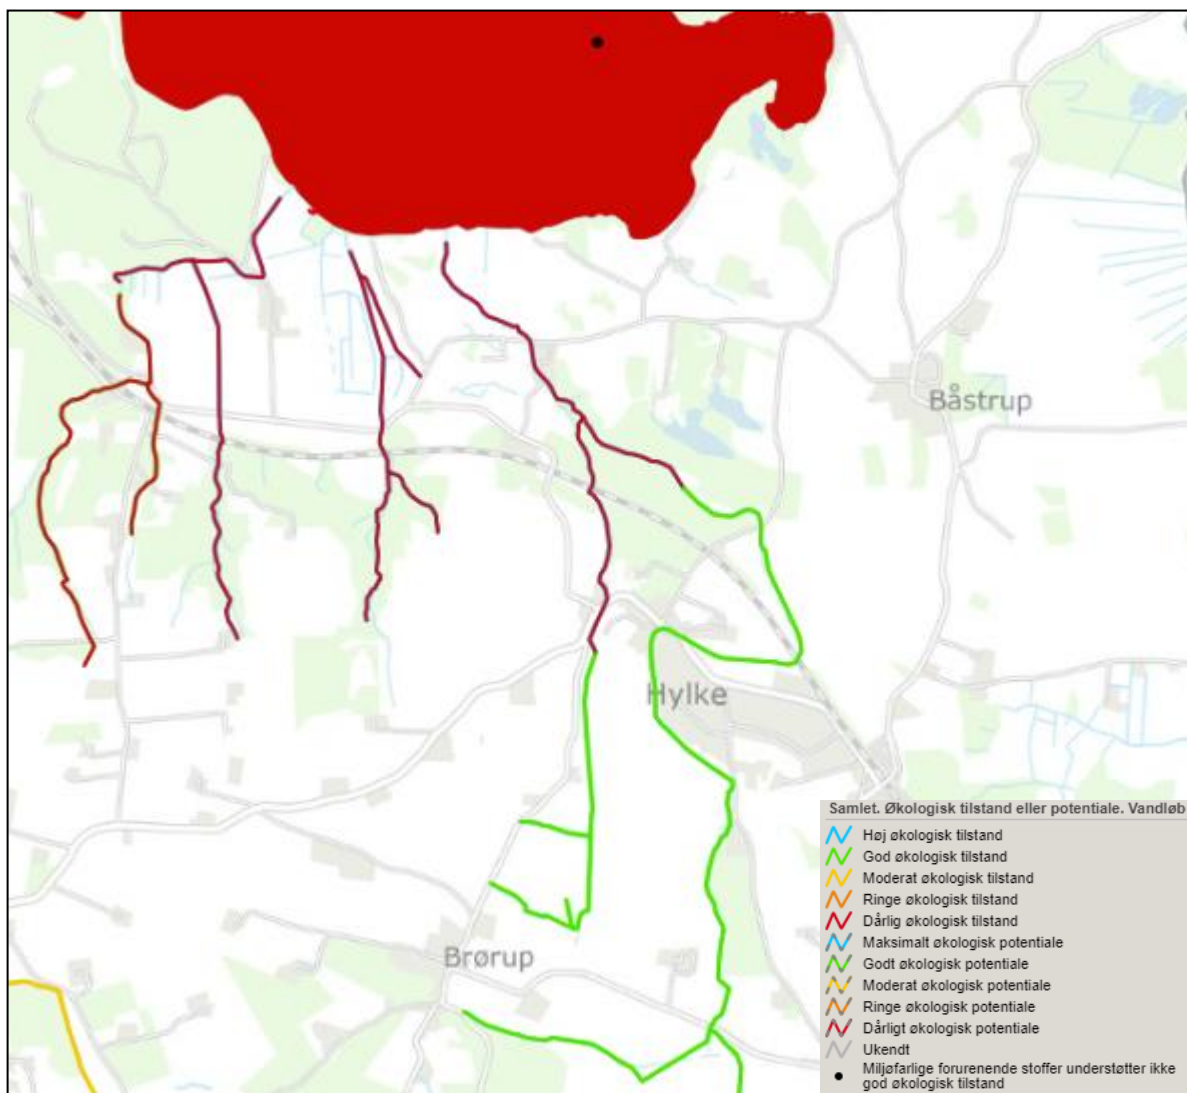 Båstrup
Hylke
Brørup
Samlet. Økologisk tilstand eller potentiale. Vandløb
Høj økologisk tilstand
God økologisk tilstand
Moderat økologisk tilstand
Ringe økologisk tilstand
Dårlig økologisk tilstand
Maksimalt økologisk potentiale
Godt økologisk potentiale
Moderat økologisk potentiale
Ringe økologisk potentiale
Dårligt økologisk potentiale
Ukendt
Miljøfarlige forurenende stoffer understøtter ikke
god økologisk tilstand